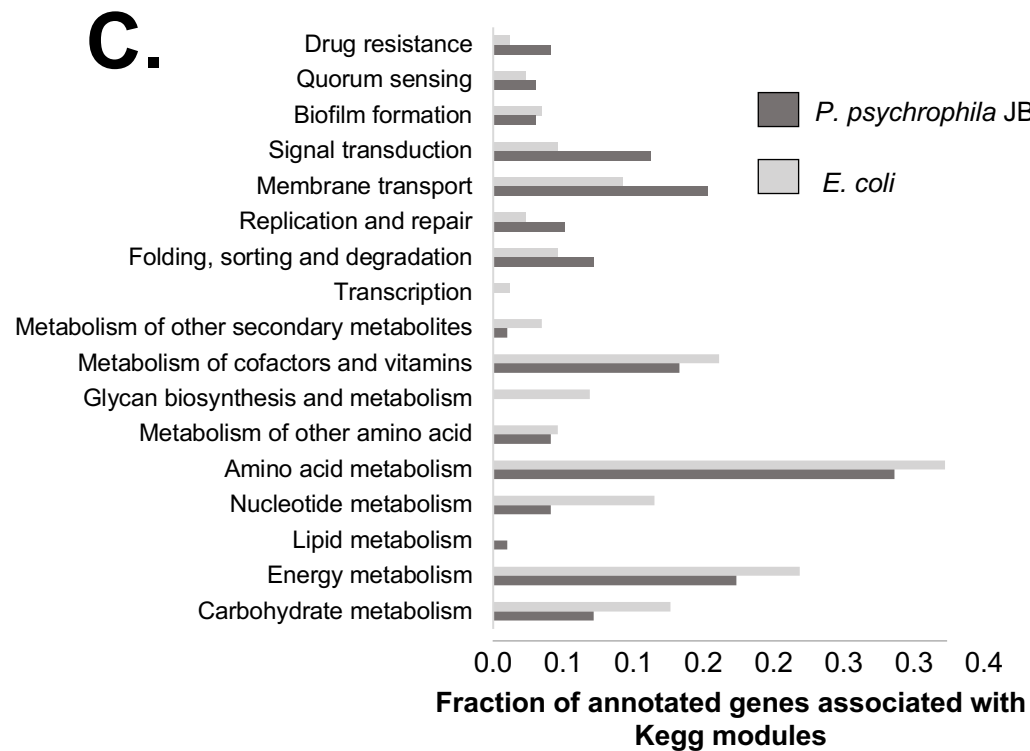 C.
Drug resistance
Quorum sensing
Biofilm formation
Signal transduction
Membrane transport
Replication and repair
Folding, sorting and degradation
Transcription
Metabolism of other secondary metabolites
Metabolism of cofactors and vitamins
Glycan biosynthesis and metabolism
Metabolism of other amino acid
Amino acid metabolism
Nucleotide metabolism
Lipid metabolism
Energy metabolism
Carbohydrate metabolism
P. psychrophila JB
E. coli
0.0 0.1 0.1 0.2 0.2 0.3 0.3 0.4
Fraction of annotated genes associated with
Kegg modules